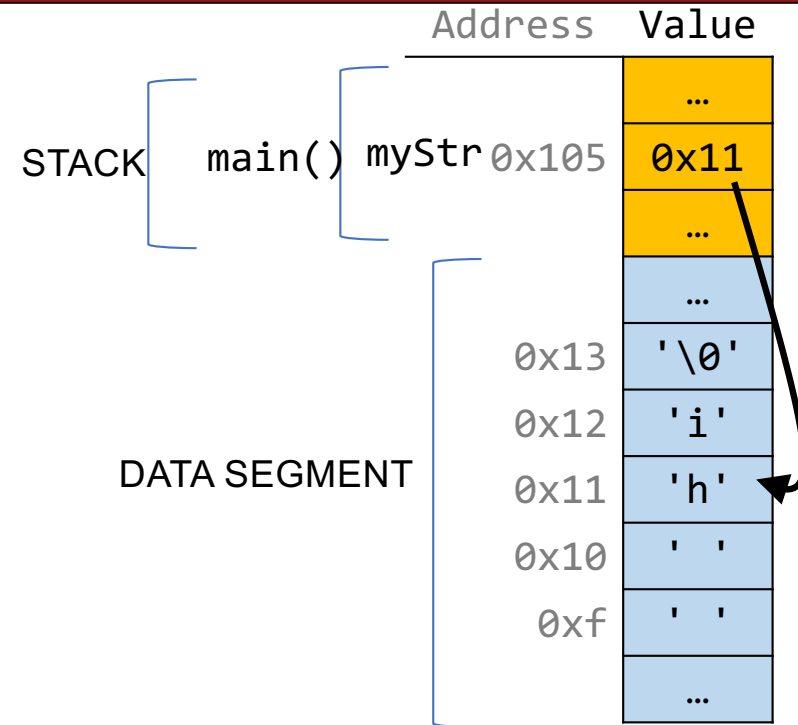 Address Value
…
STACK main() myStr 0x105 0x11
…
…
0x13 '\0'
0x12 'i'
DATA SEGMENT 0x11 'h'
0x10 ' '
0xf ' '
…